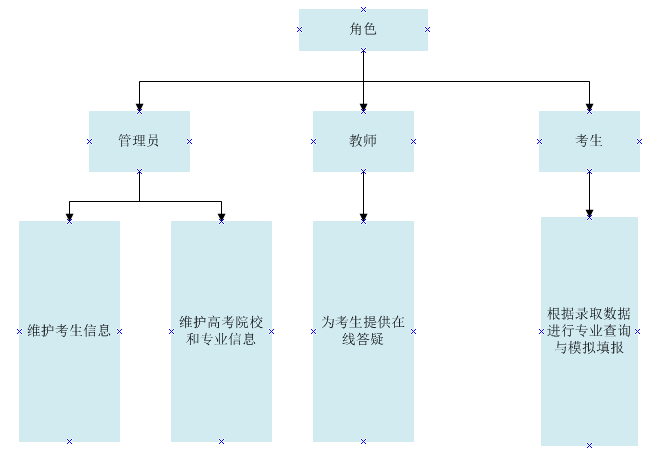 角色
管理员
教师
考生
维护考生信息
维护高考院校
和专业信息
为考生提供在
线答疑
根据录取数据
进行专业查询
与模拟填报